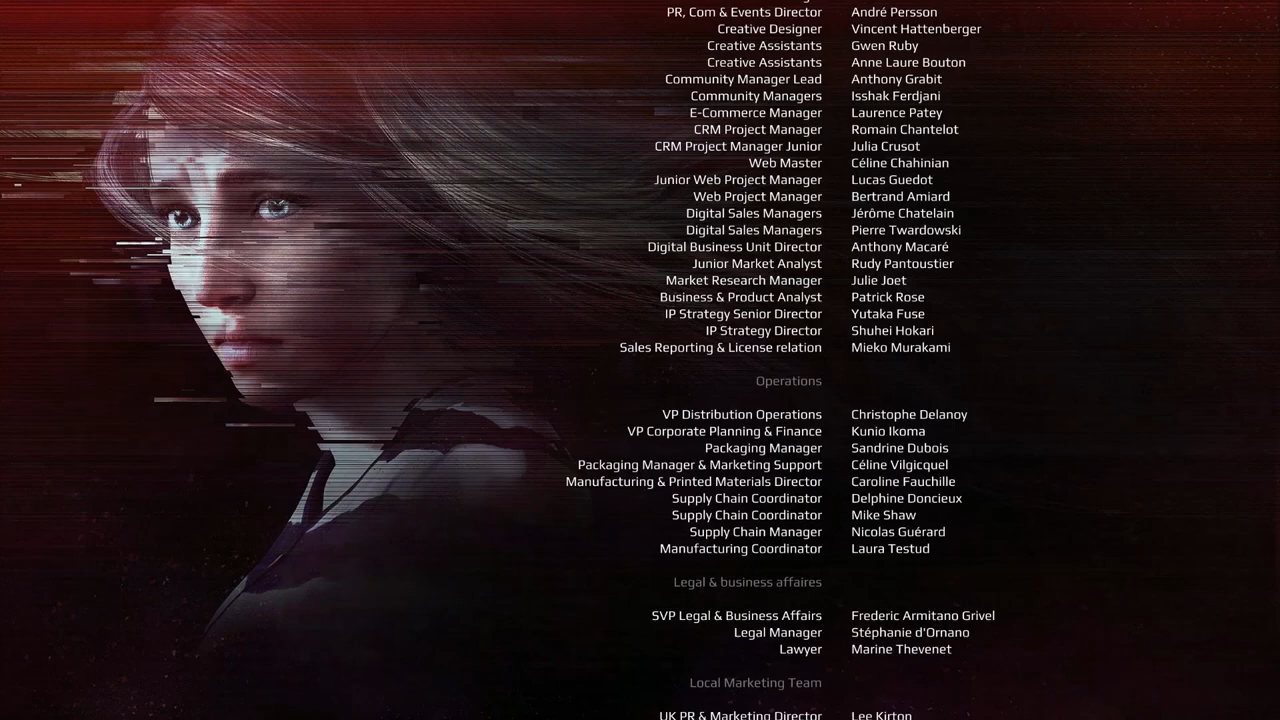 PR, Com & Events Director André Persson
Creative Designer Vincent Hattenberger
Creative Assistants Gwen Ruby
Creative Assistants Anne Laure Bouton
Community Manager Lead Anthony Grabit
Community Managers Isshak Ferdjani
E-Commerce Manager Laurence Patey
CRM Project Manager Romain Chantelot
CRM Project Manager Junior Julia Crusot
Web Master Céline Chahinian
Junior Web Project Manager Lucas Guedot
Web Project Manager Bertrand Amiard
Digital Sales Managers Jérôme Chatelain
Digital Sales Managers Pierre Twardowski
Digital Business Unit Director Anthony Macaré
Junior Market Analyst Rudy Pantoustier
Market Research Manager Julie Joet
Business & Product Analyst Patrick Rose
IP Strategy Senior Director Yutaka Fuse
IP Strategy Director Shuhei Hokari
Sales Reporting & License relation Mieko Murakami
Operations
VP Distribution Operations Christophe Delanoy
VP Corporate Planning & Finance Kunio Ikoma
Packaging Manager Sandrine Dubois
Packaging Manager & Marketing Support Céline Vilgicquel
Manufacturing & Printed Materials Director Caroline Fauchille
Supply Chain Coordinator Delphine Doncieux
Supply Chain Coordinator Mike Shaw
Supply Chain Manager Nicolas Guérard
Manufacturing Coordinator Laura Testud
Legal & business affaires
SVP Legal & Business Affairs Frederic Armitano Grivel
Legal Manager Stéphanie d'Ornano
Lawyer Marine Thevenet
Local Marketing Team
UK PR & Marketing Director Lee Kirton